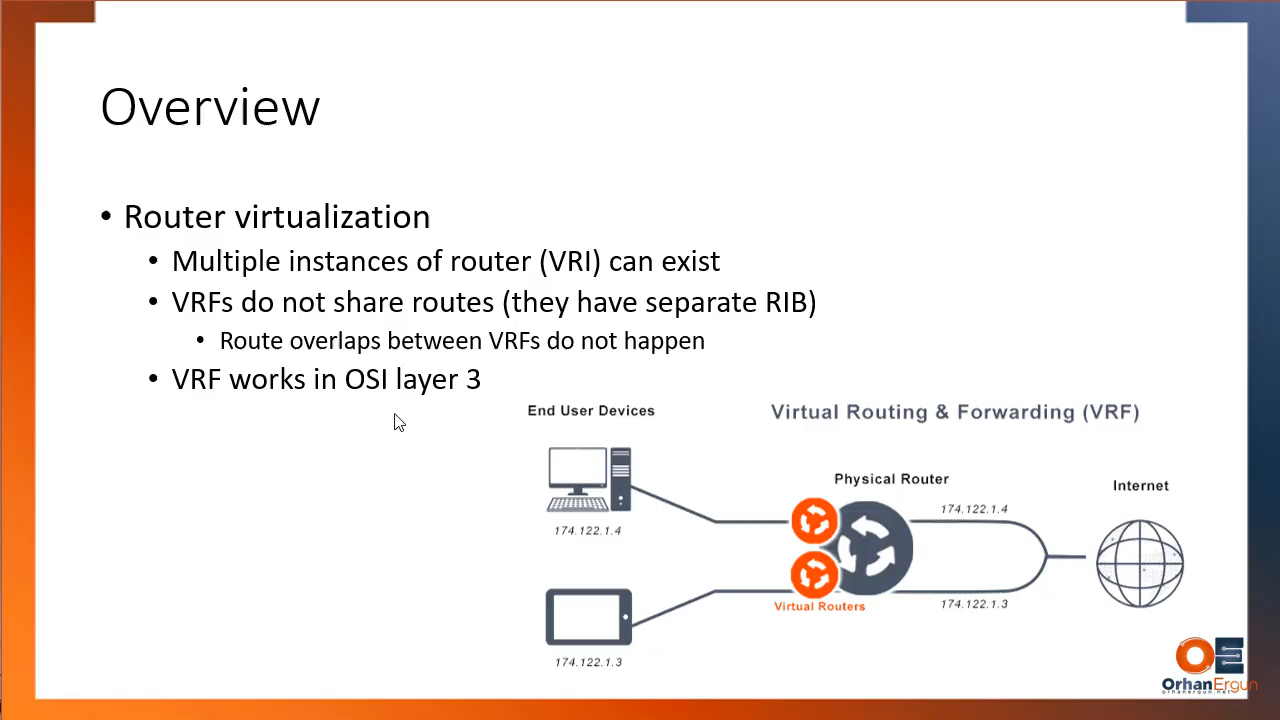 Overview
• Router virtualization
• Multiple instances of router (VRI) can exist
• VRFs do not share routes (they have separate RIB)
• Route overlaps between VRFs do not happen
• VRF works in OSI layer 3
End User Devices
Virtual Routing & Forwarding (VRF)
Physical Router
Internet
174.122.1.4
174.122.1.4
174.122.1.3
Virtual Routers
174.122.1.3
OE
OrhanErgun
orhanergun.net